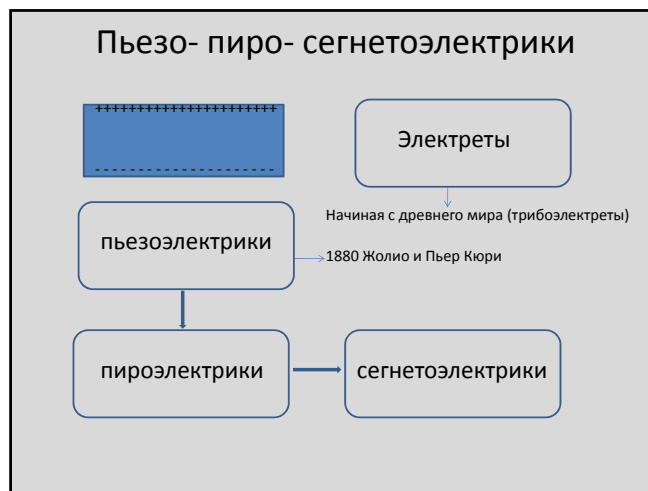 Пьезо- пиро- сегнетоэлектрики
++++++++++++++++++++++
- - - - - - - - - - - - - - - - - - - - - -
Электреты
Начиная с древнего мира (трибоэлектреты)
пьезоэлектрики
1880 Жолио и Пьер Кюри
пироэлектрики
сегнетоэлектрики